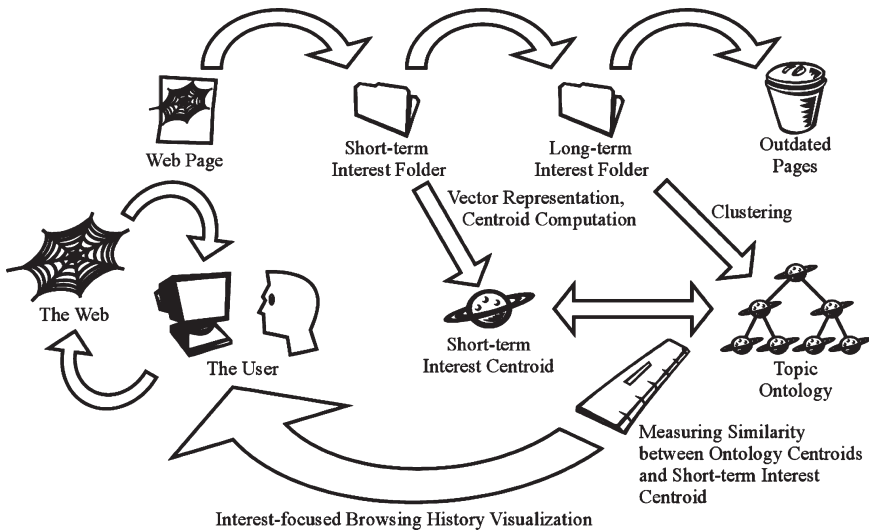 Web Page
Short-term
Interest Folder
Long-term
Interest Folder
Outdated
Pages
Vector Representation,
Centroid Computation
Clustering
The Web
The User
Short-term
Interest Centroid
Topic
Ontology
Measuring Similarity
between Ontology Centroids
and Short-term Interest
Centroid
Interest-focused Browsing History Visualization